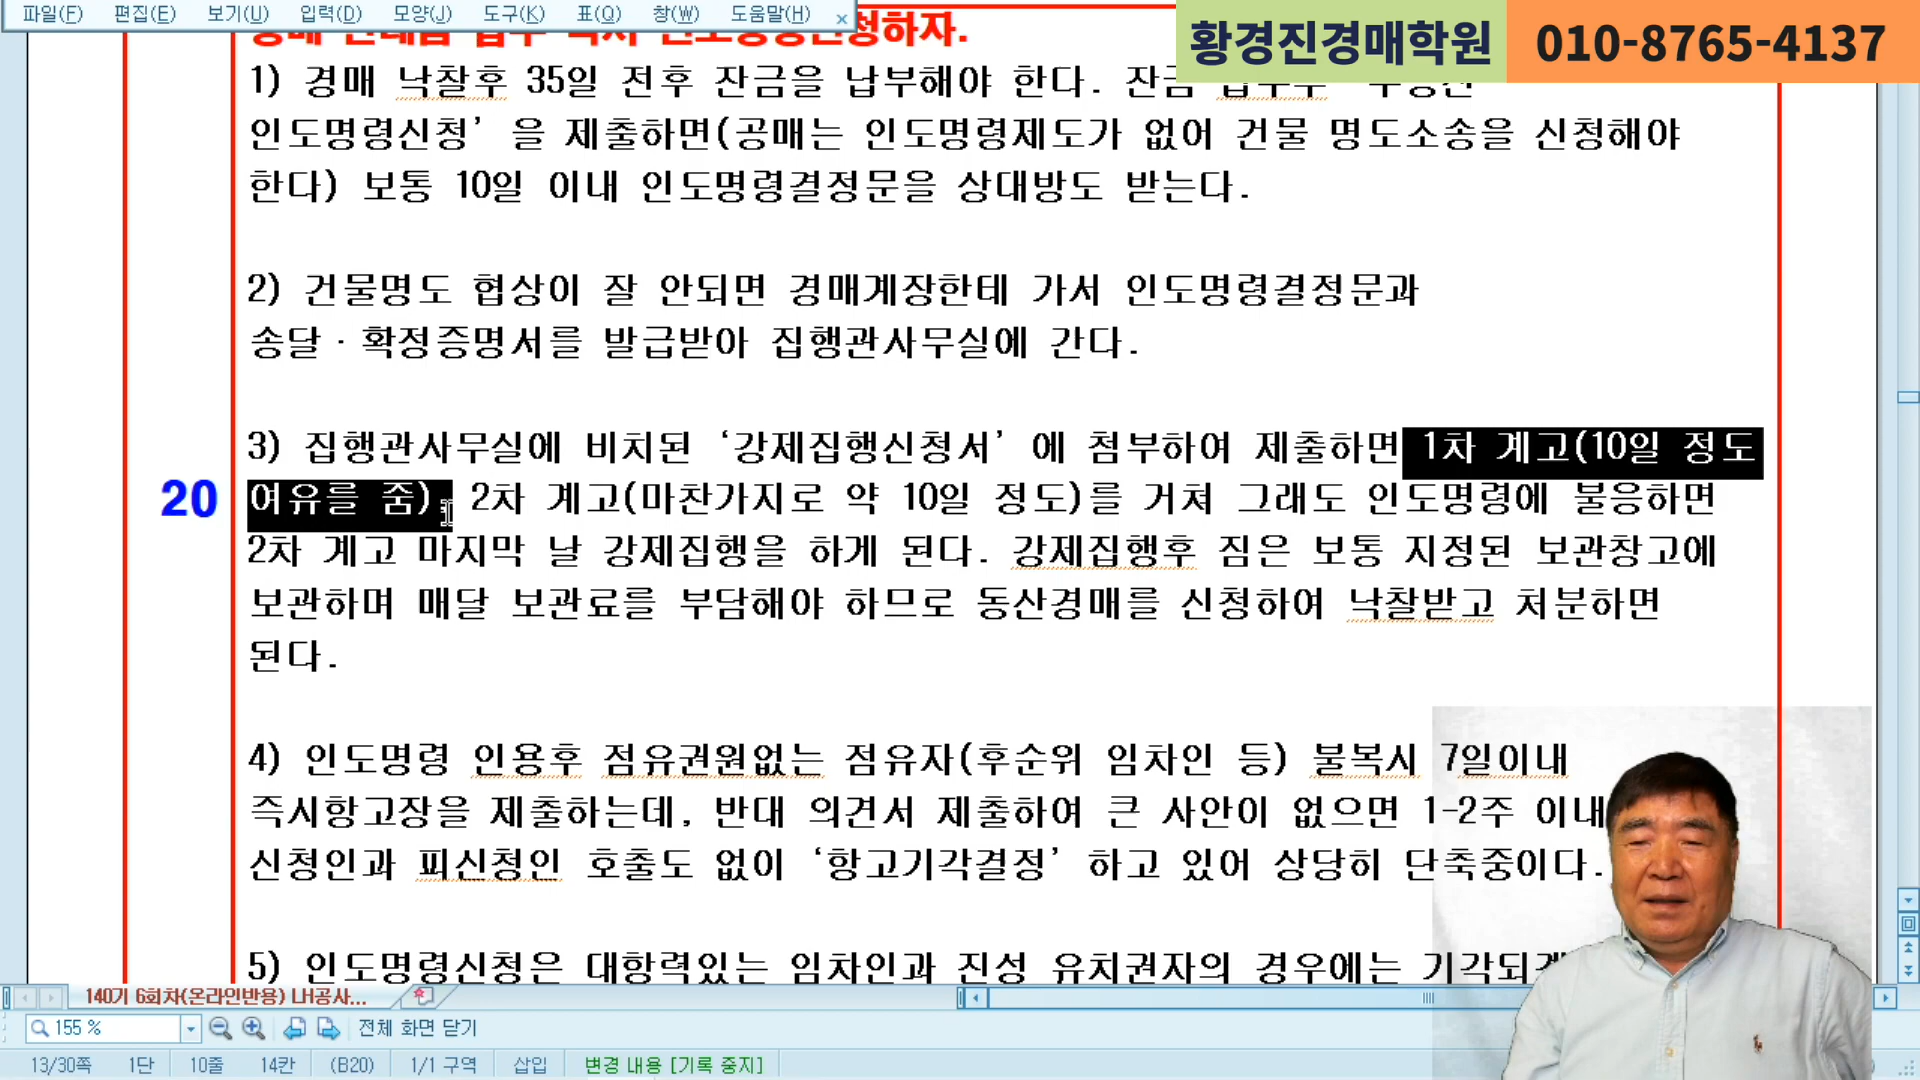 파일(F) 편집(E) 보기(U) 입력(D) 모양(J) 도구(K) 표(Q) 창(W) 도움말(H)
황경진경매학원 010-8765-4137
하자.
1) 경매 낙찰후 35일 전후 잔금을 납부해야 한다. 잔금
인도명령신청’ 을 제출하면(공매는 인도명령제도가 없어 건물 명도소송을 신청해야
한다) 보통 10일 이내 인도명령결정문을 상대방도 받는다.
2) 건물명도 협상이 잘 안되면 경매계장한테 가서 인도명령결정문과
송달·확정증명서를 발급받아 집행관사무실에 간다.
3) 집행관사무실에 비치된 ‘강제집행신청서’ 에 첨부하여 제출하면 1차 계고(10일 정도
20
여유를 줌), 2차 계고(마찬가지로 약 10일 정도)를 거쳐 그래도 인도명령에 불응하면
2차 계고 마지막 날 강제집행을 하게 된다. 강제집행후 짐은 보통 지정된 보관창고에
보관하며 매달 보관료를 부담해야 하므로 동산경매를 신청하여 낙찰받고 처분하면
된다.
4) 인도명령 인용후 점유권원없는 점유자(후순위 임차인 등) 불복시 7일이내
즉시항고장을 제출하는데, 반대 의견서 제출하여 큰 사안이 없으면 1-2주 이내
신청인과 피신청인 호출도 없이 ‘항고기각결정’ 하고 있어 상당히 단축중이다.
5) 인도명령신청은 대항력있는 임차인과 진성 유치권자의 경우에는
140기 6회차(온라인반용) LH공사...
155 % 전체 화면 닫기
13/30쪽 1단 10줄 14칸 (B20) 1/1 구역 삽입 변경 내용 [기록 중지]